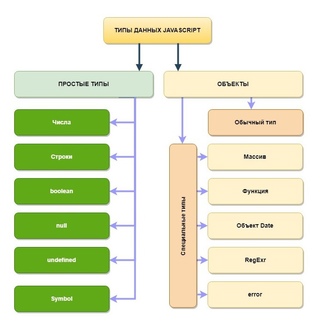 ТИПЫ ДАННЫХ JAVASCRIPT
ПРОСТЫЕ ТИПЫ
ОБЪЕКТЫ
Числа
Строки
boolean
null
undefined
Symbol
Обычный тип
Специальные типы
Массив
Функция
Объект Date
RegExr
error